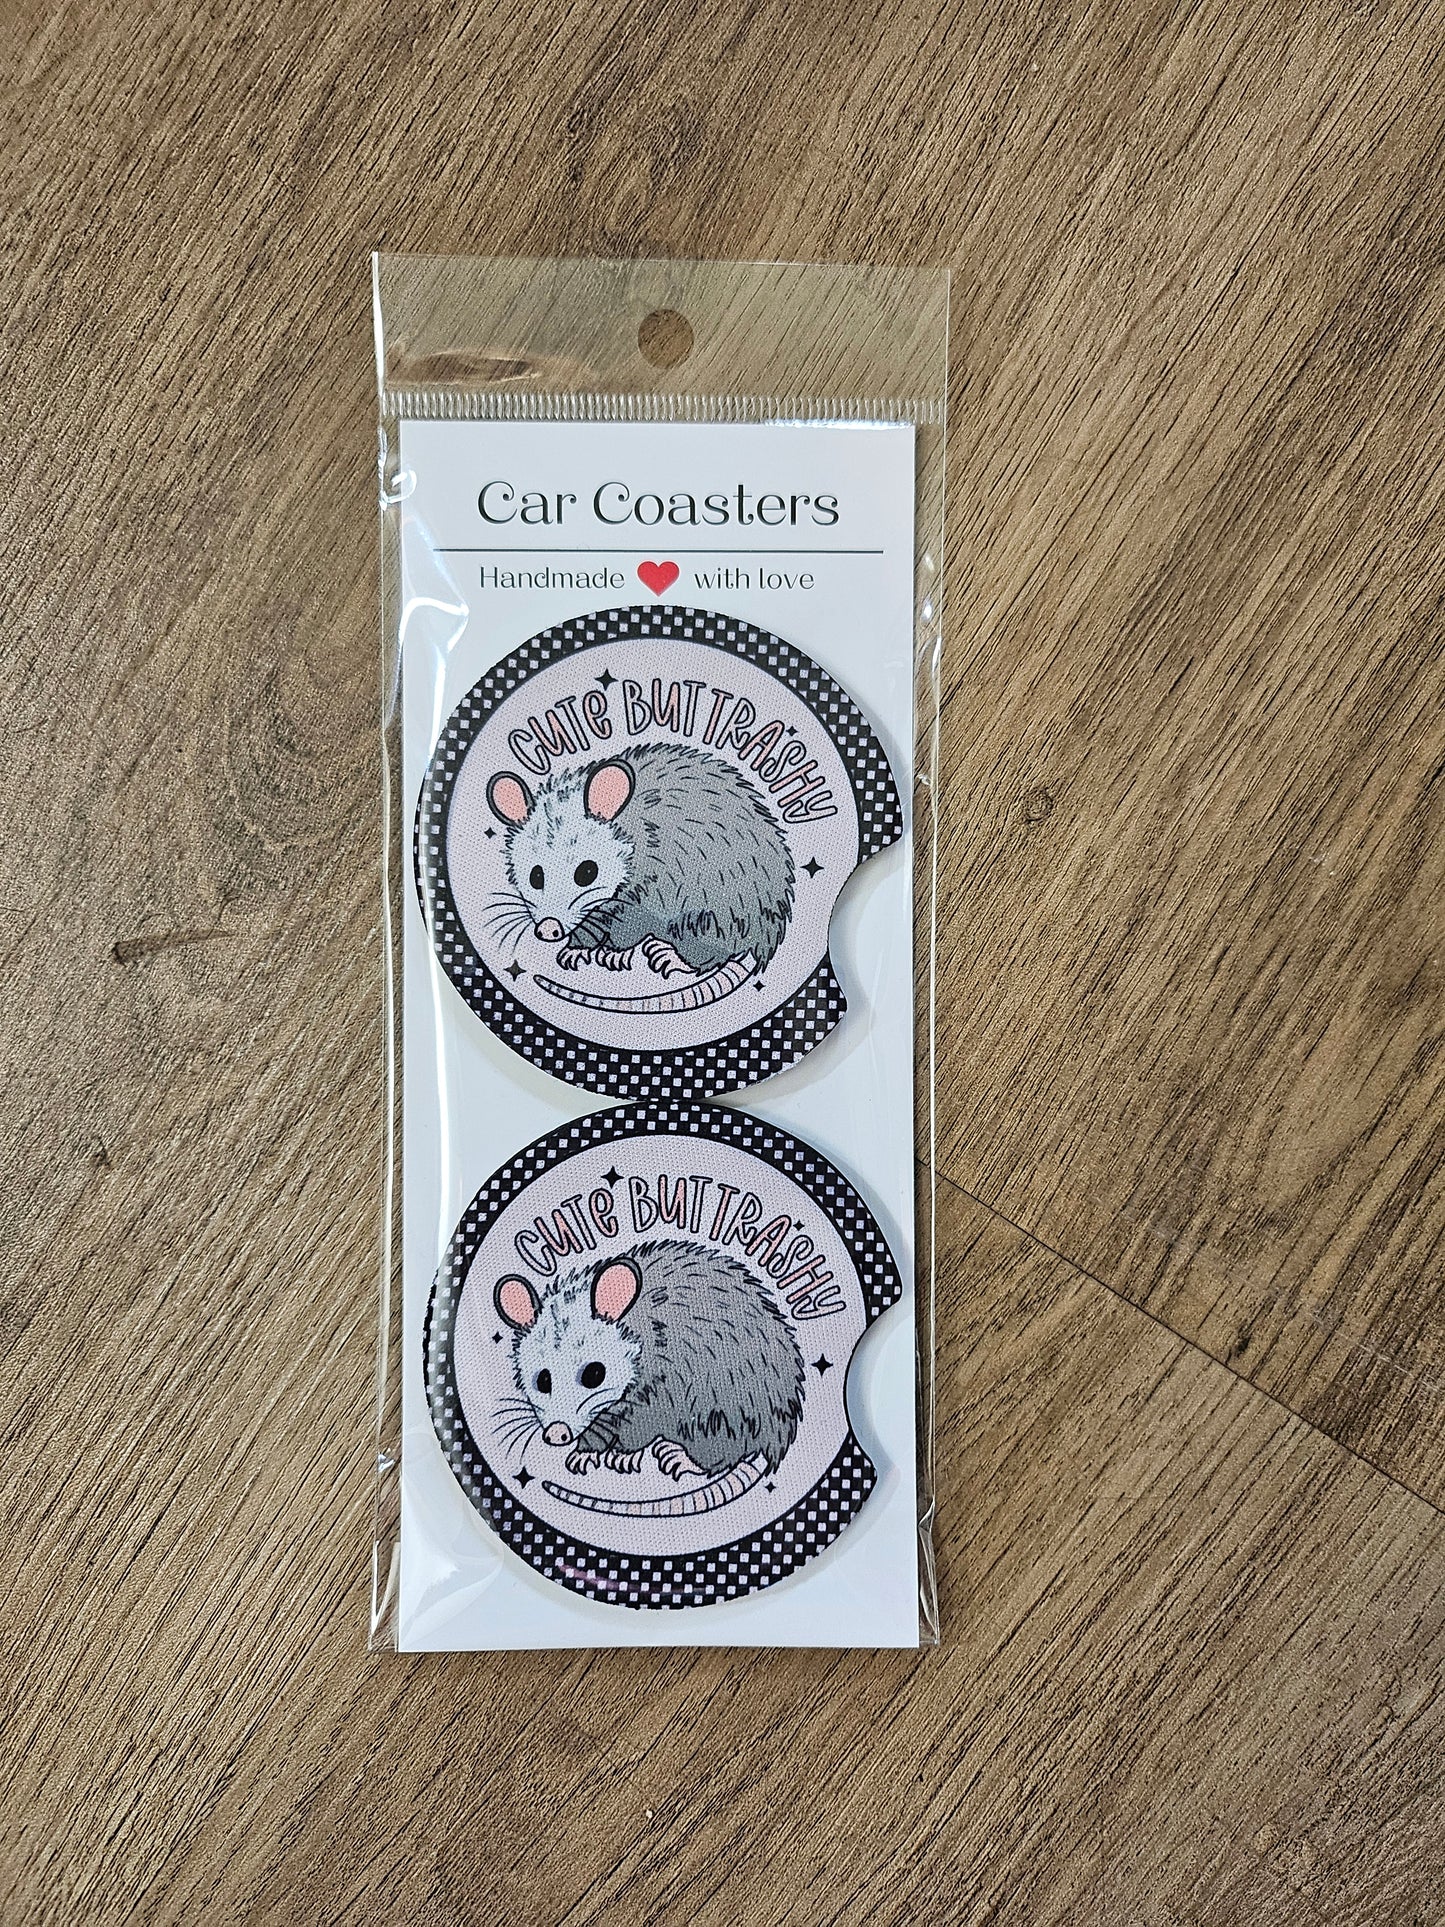 Car Coasters
Handmade with love
CUTE BUT TRASHY
CUTE BUT TRASHY